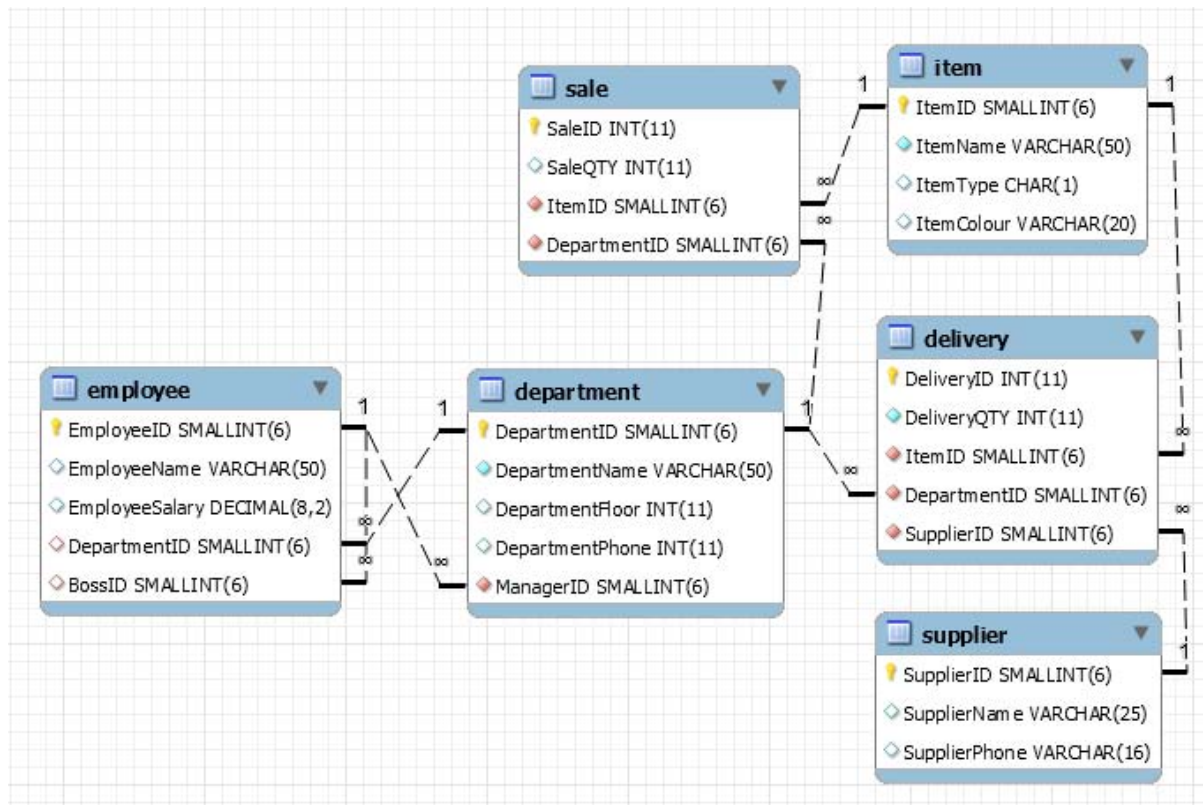 sale
SaleID INT(11)
SaleQTY INT(11)
ItemID SMALLINT(6)
DepartmentID SMALLINT(6)
1
∞
∞
item
ItemID SMALLINT(6)
ItemName VARCHAR(50)
ItemType CHAR(1)
ItemColour VARCHAR(20)
1
employee
EmployeeID SMALLINT(6)
EmployeeName VARCHAR(50)
EmployeeSalary DECIMAL(8,2)
DepartmentID SMALLINT(6)
BossID SMALLINT(6)
1
∞
∞
1
∞
department
DepartmentID SMALLINT(6)
DepartmentName VARCHAR(50)
DepartmentFloor INT(11)
DepartmentPhone INT(11)
ManagerID SMALLINT(6)
1
∞
delivery
DeliveryID INT(11)
DeliveryQTY INT(11)
ItemID SMALLINT(6)
DepartmentID SMALLINT(6)
SupplierID SMALLINT(6)
∞
∞
supplier
SupplierID SMALLINT(6)
SupplierName VARCHAR(25)
SupplierPhone VARCHAR(16)
1